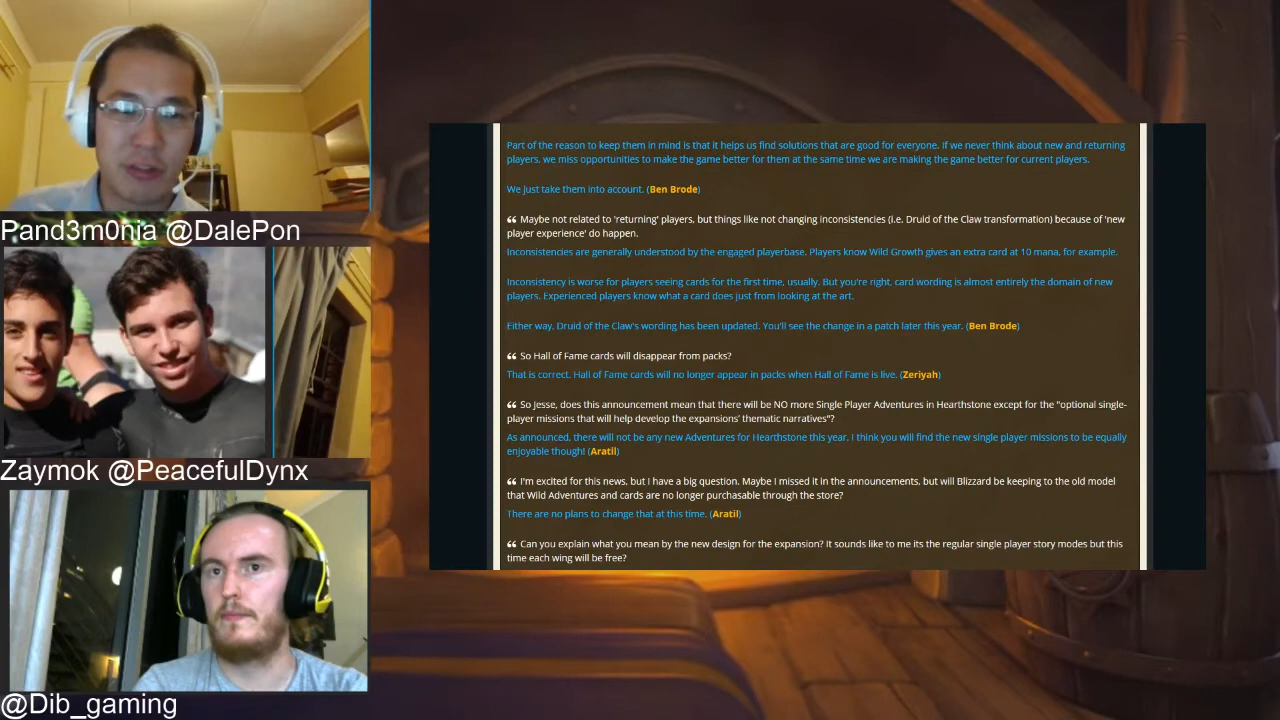 Pand3m0nia @DalePon
Zaymok @PeacefulDynx
@Dib_gaming
Part of the reason to keep them in mind is that it helps us find solutions that are good for everyone. If we never think about new and returning
players, we miss opportunities to make the game better for them at the same time we are making the game better for current players.
We just take them into account. (Ben Brode)
“ Maybe not related to 'returning' players, but things like not changing inconsistencies (i.e. Druid of the Claw transformation) because of 'new
player experience' do happen.
Inconsistencies are generally understood by the engaged playerbase. Players know Wild Growth gives an extra card at 10 mana, for example.
Inconsistency is worse for players seeing cards for the first time, usually. But you're right, card wording is almost entirely the domain of new
players. Experienced players know what a card does just from looking at the art.
Either way, Druid of the Claw's wording has been updated. You'll see the change in a patch later this year. (Ben Brode)
“ So Hall of Fame cards will disappear from packs?
That is correct. Hall of Fame cards will no longer appear in packs when Hall of Fame is live. (Zeriyah)
“ So Jesse, does this announcement mean that there will be NO more Single Player Adventures in Hearthstone except for the "optional single-
player missions that will help develop the expansions' thematic narratives"?
As announced, there will not be any new Adventures for Hearthstone this year. I think you will find the new single player missions to be equally
enjoyable though! (Aratil)
“ I'm excited for this news, but I have a big question. Maybe I missed it in the announcements, but will Blizzard be keeping to the old model
that Wild Adventures and cards are no longer purchasable through the store?
There are no plans to change that at this time. (Aratil)
“ Can you explain what you mean by the new design for the expansion? It sounds like to me its the regular single player story modes but this
time each wing will be free?